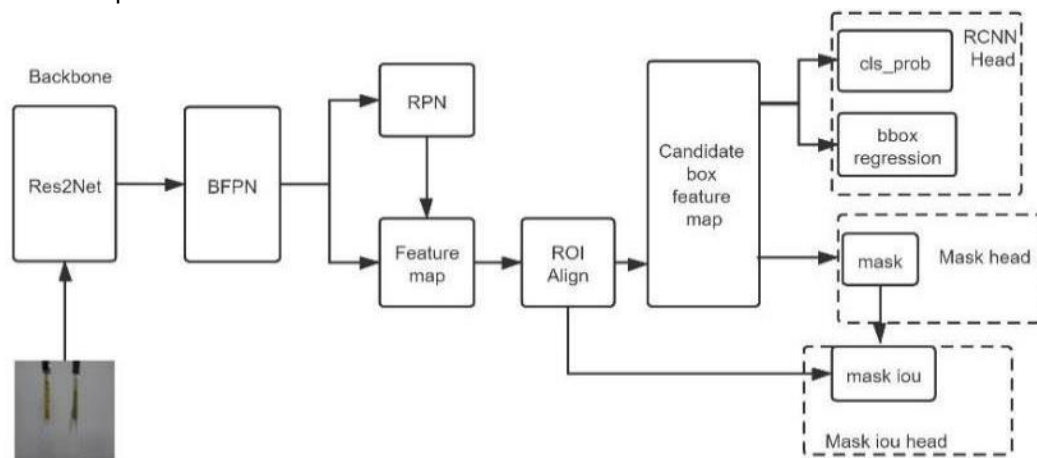 Backbone
Res2Net
BFPN
RPN
Feature
map
ROI
Align
Candidate
box
feature
map
RCNN
Head
cls_prob
bbox
regression
mask
Mask head
mask iou
Mask iou head